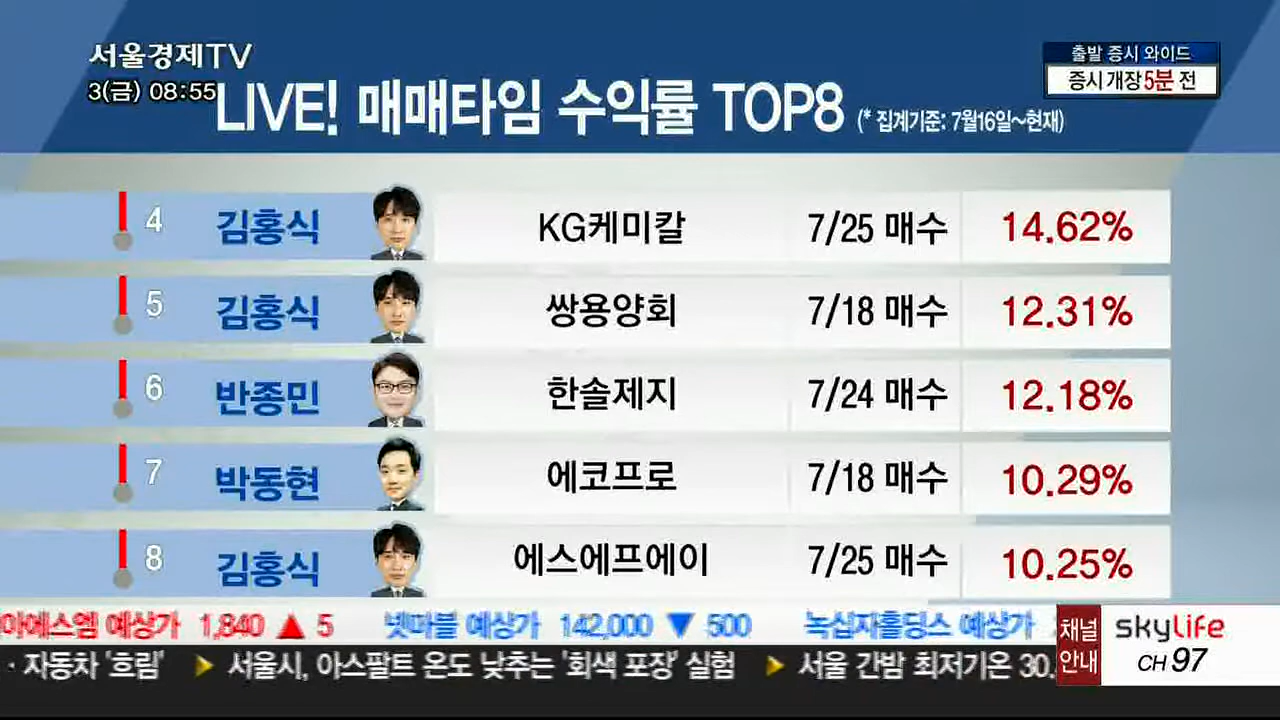 서울경제TV
3(금) 08:55
출발 증시 와이드
증시 개장 5분 전
LIVE! 매매타임 수익률 TOP8 (* 집계기준: 7월16일~현재)
4 김홍식 KG케미칼 7/25 매수 14.62%
5 김홍식 쌍용양회 7/18 매수 12.31%
6 반종민 한솔제지 7/24 매수 12.18%
7 박동현 에코프로 7/18 매수 10.29%
8 김홍식 에스에프에이 7/25 매수 10.25%
아에스엠 예상가 1,840 ▲ 5 넷마블 예상가 142,000 ▼ 500 녹십자홀딩스 예상가
· 자동차 '흐림' ▶ 서울시, 아스팔트 온도 낮추는 '회색 포장' 실험 ▶ 서울 간밤 최저기온 30.
채널 안내
skylife
CH 97